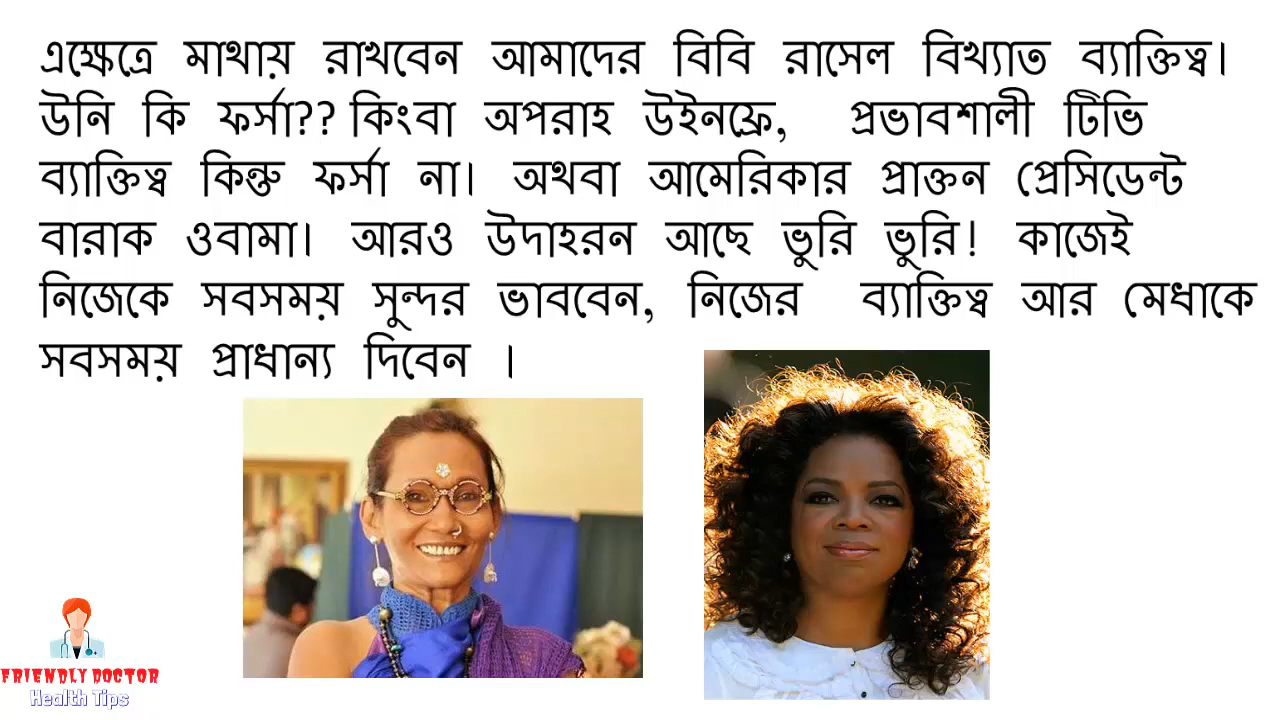 এক্ষেত্রে মাথায় রাখবেন আমাদের বিবি রাসেল বিখ্যাত ব্যাক্তিত্ব।
উনি কি ফর্সা?? কিংবা অপরাহ উইনফ্রে, প্রভাবশালী টিভি
ব্যাক্তিত্ব কিন্তু ফর্সা না। অথবা আমেরিকার প্রাক্তন প্রেসিডেন্ট
বারাক ওবামা। আরও উদাহরন আছে ভুরি ভুরি! কাজেই
নিজেকে সবসময় সুন্দর ভাববেন, নিজের ব্যাক্তিত্ব আর মেধাকে
সবসময় প্রাধান্য দিবেন ।
FRIENDLY DOCTOR
Health Tips